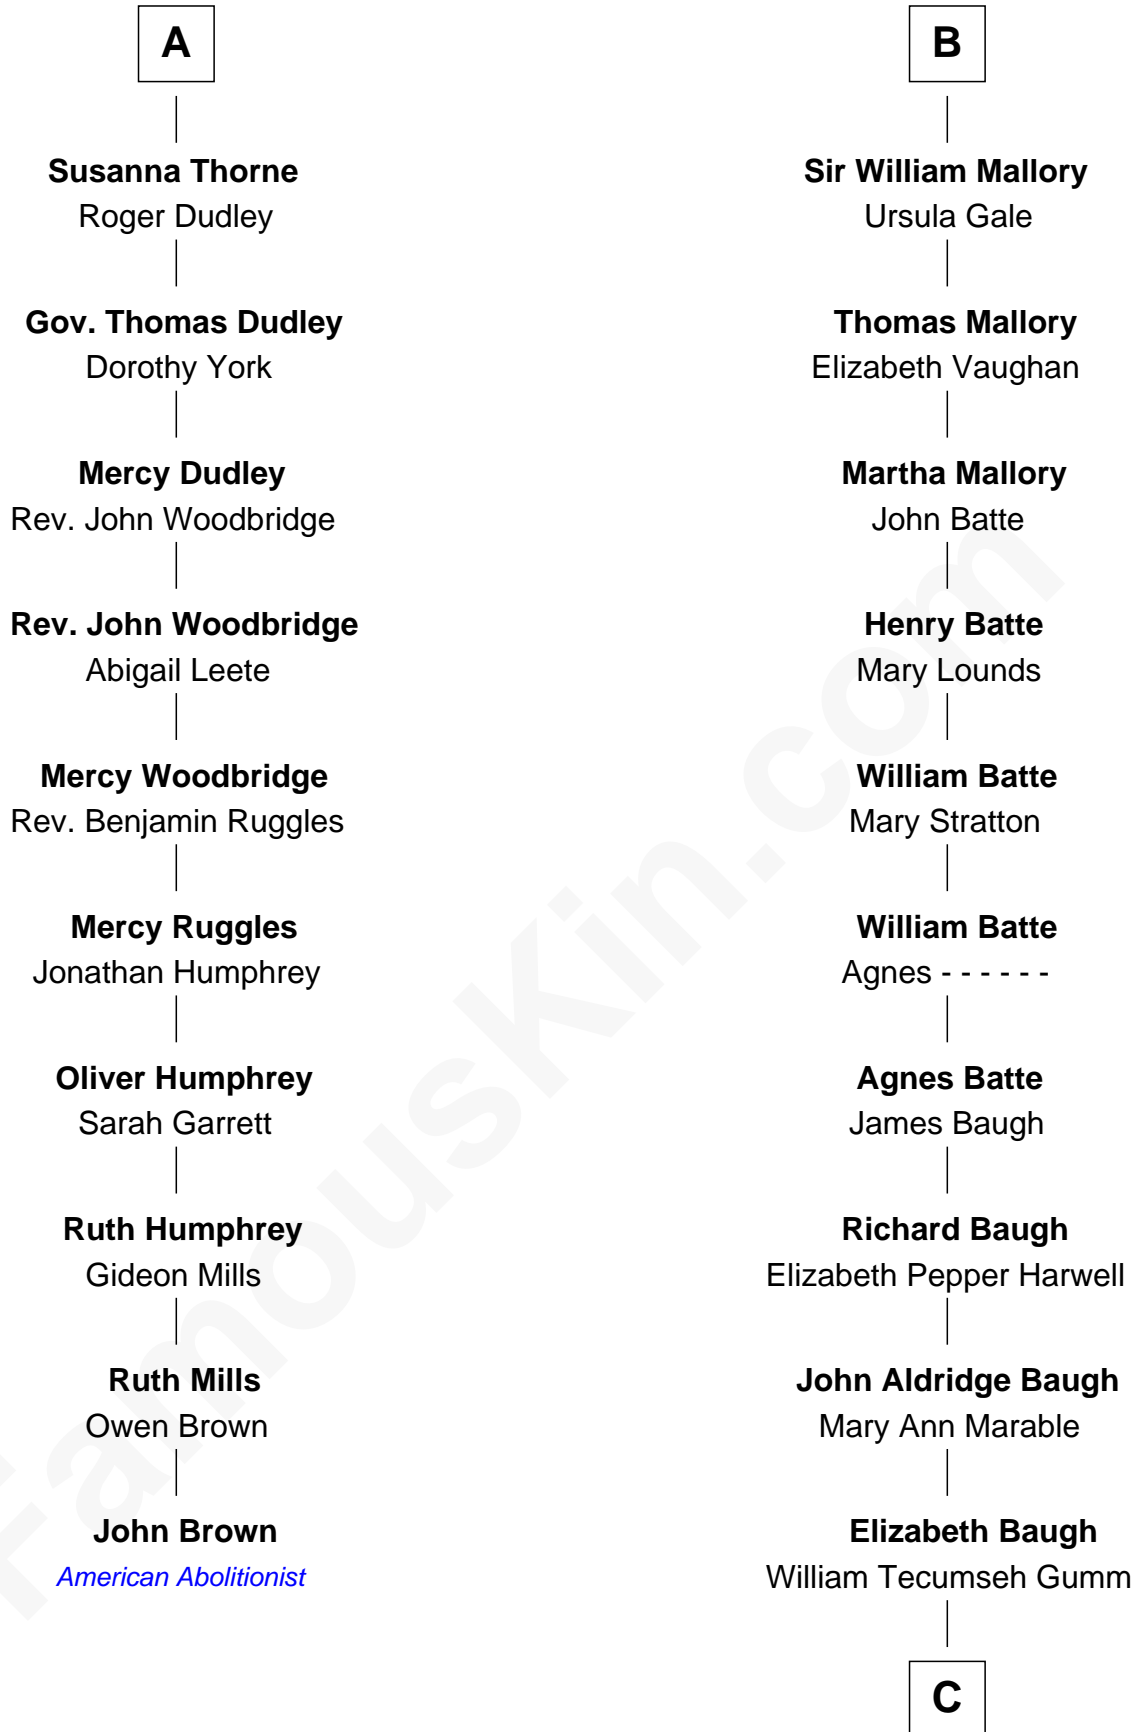 A
Susanna Thorne
Roger Dudley
Gov. Thomas Dudley
Dorothy York
Mercy Dudley
Rev. John Woodbridge
Rev. John Woodbridge
Abigail Leete
Mercy Woodbridge
Rev. Benjamin Ruggles
Mercy Ruggles
Jonathan Humphrey
Oliver Humphrey
Sarah Garrett
Ruth Humphrey
Gideon Mills
Ruth Mills
Owen Brown
John Brown
American Abolitionist
B
Sir William Mallory
Ursula Gale
Thomas Mallory
Elizabeth Vaughan
Martha Mallory
John Batte
Henry Batte
Mary Lounds
William Batte
Mary Stratton
William Batte
Agnes - - - - - -
Agnes Batte
James Baugh
Richard Baugh
Elizabeth Pepper Harwell
John Aldridge Baugh
Mary Ann Marable
Elizabeth Baugh
William Tecumseh Gumm
C
FamousKin.com